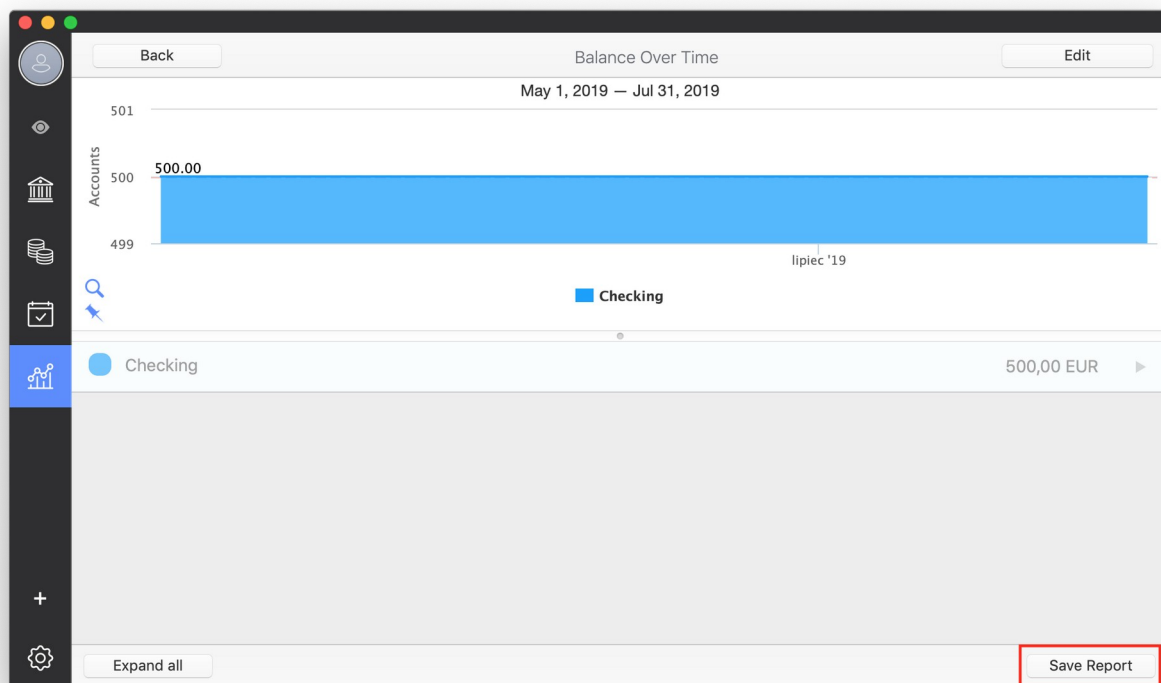 Back
Balance Over Time
Edit
May 1, 2019 — Jul 31, 2019
501
Accounts
500.00
500
499
lipiec '19
Checking
Checking
500,00 EUR
Expand all
Save Report